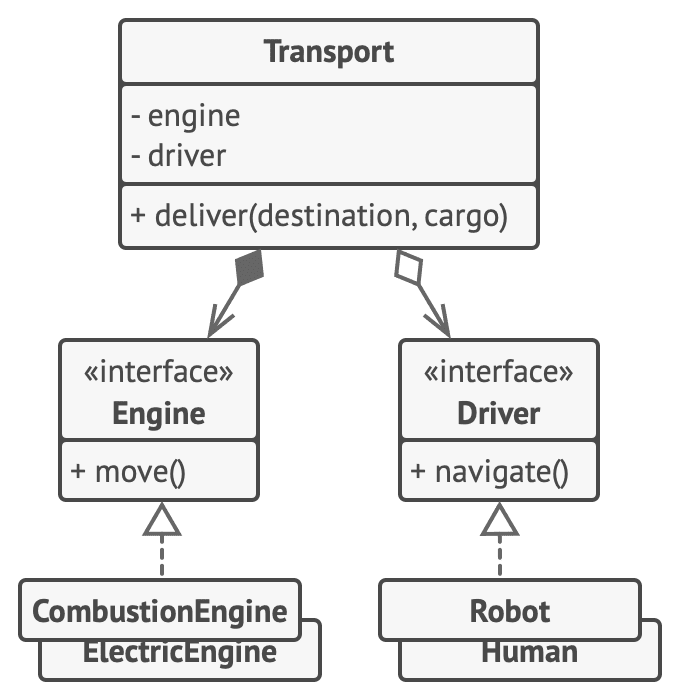 Transport
- engine
- driver
+ deliver(destination, cargo)
«interface»
Engine
+ move()
«interface»
Driver
+ navigate()
CombustionEngine
ElectricEngine
Robot
Human